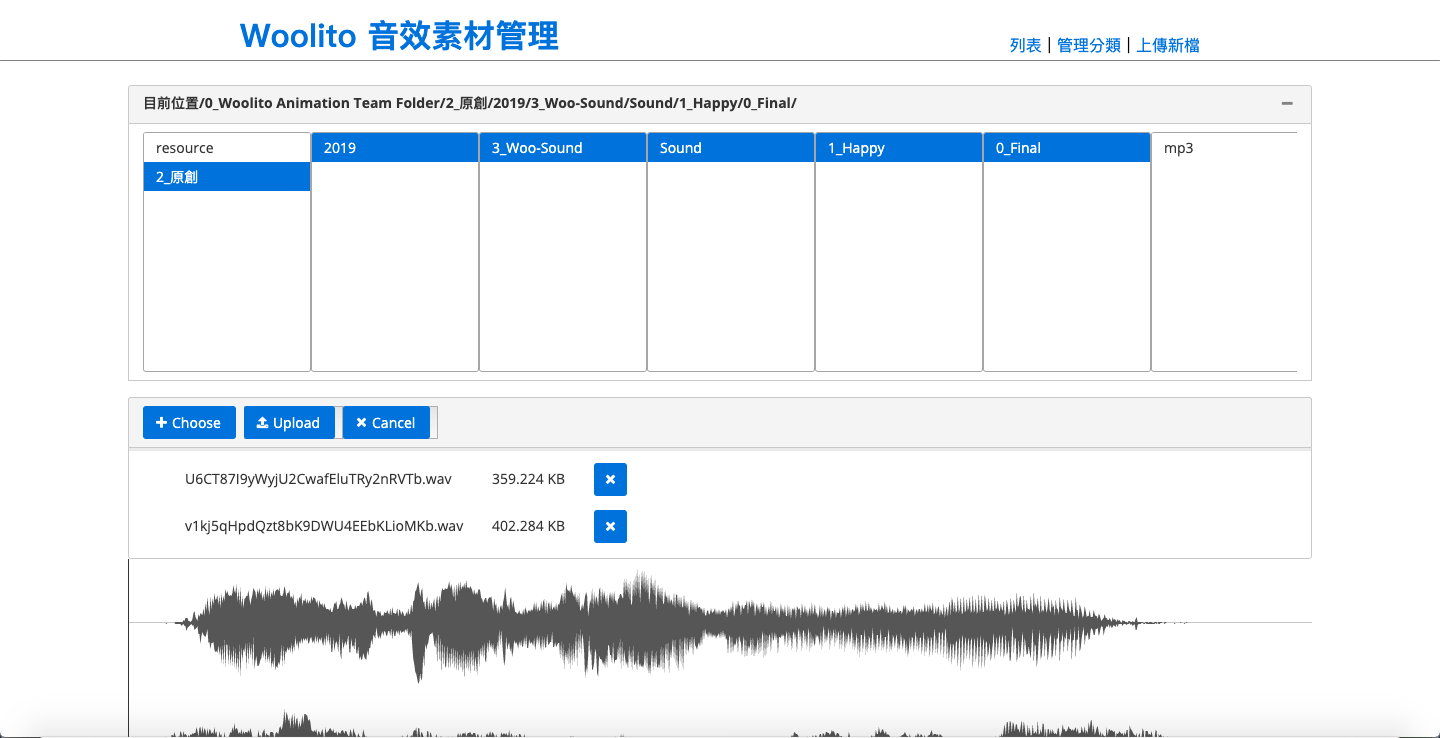 Woolito 音效素材管理
列表 | 管理分類 | 上傳新檔
目前位置/0_Woolito Animation Team Folder/2_原創/2019/3_Woo-Sound/Sound/1_Happy/0_Final/
resource 2019 3_Woo-Sound Sound 1_Happy 0_Final mp3
2_原創
Choose Upload Cancel
U6CT87I9yWyjU2CwafEluTRy2nRVTb.wav 359.224 KB
v1kj5qHpdQzt8bK9DWU4EEbKLioMKb.wav 402.284 KB